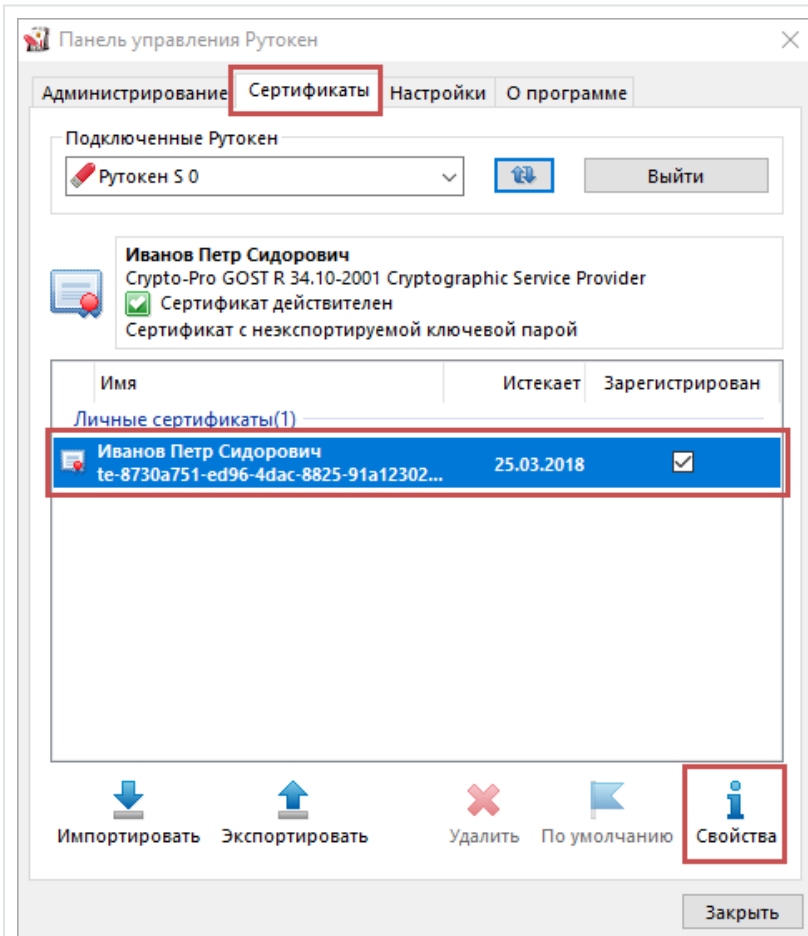 Панель управления Рутокен
Администрирование Сертификаты Настройки О программе
Подключенные Рутокен
Рутокен S 0 Выйти
Иванов Петр Сидорович
Crypto-Pro GOST R 34.10-2001 Cryptographic Service Provider
Сертификат действителен
Сертификат с неэкспортируемой ключевой парой
Имя Истекает Зарегистрирован
Личные сертификаты(1)
Иванов Петр Сидорович
te-8730a751-ed96-4dac-8825-91a12302... 25.03.2018
Импортировать Экспортировать Удалить По умолчанию Свойства
Закрыть